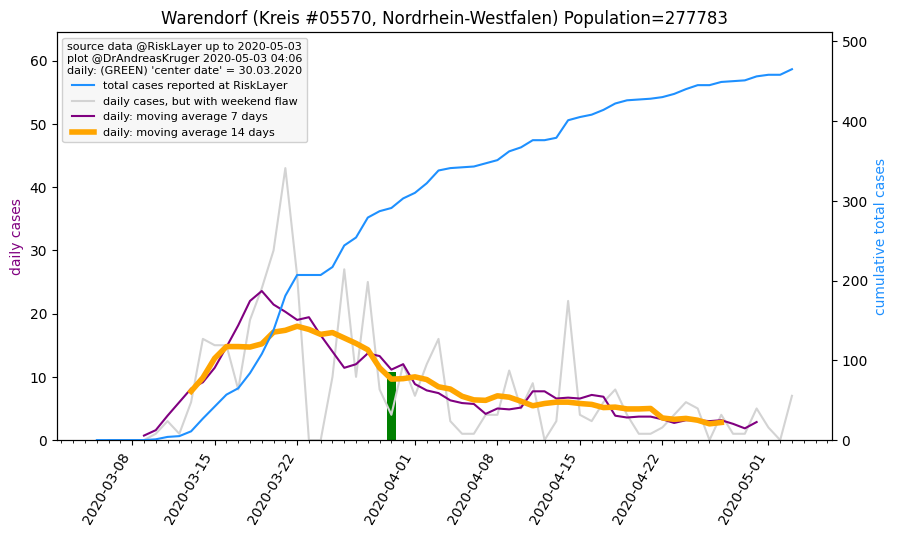 Warendorf (Kreis #05570, Nordrhein-Westfalen) Population=277783
source data @RiskLayer up to 2020-05-03
plot @DrAndreasKruger 2020-05-03 04:06
daily: (GREEN) 'center date' = 30.03.2020
total cases reported at RiskLayer
daily cases, but with weekend flaw
daily: moving average 7 days
daily: moving average 14 days
daily cases
60
50
40
30
20
10
0
500
400
300
200
100
0
cumulative total cases
2020-03-08
2020-03-15
2020-03-22
2020-04-01
2020-04-08
2020-04-15
2020-04-22
2020-05-01